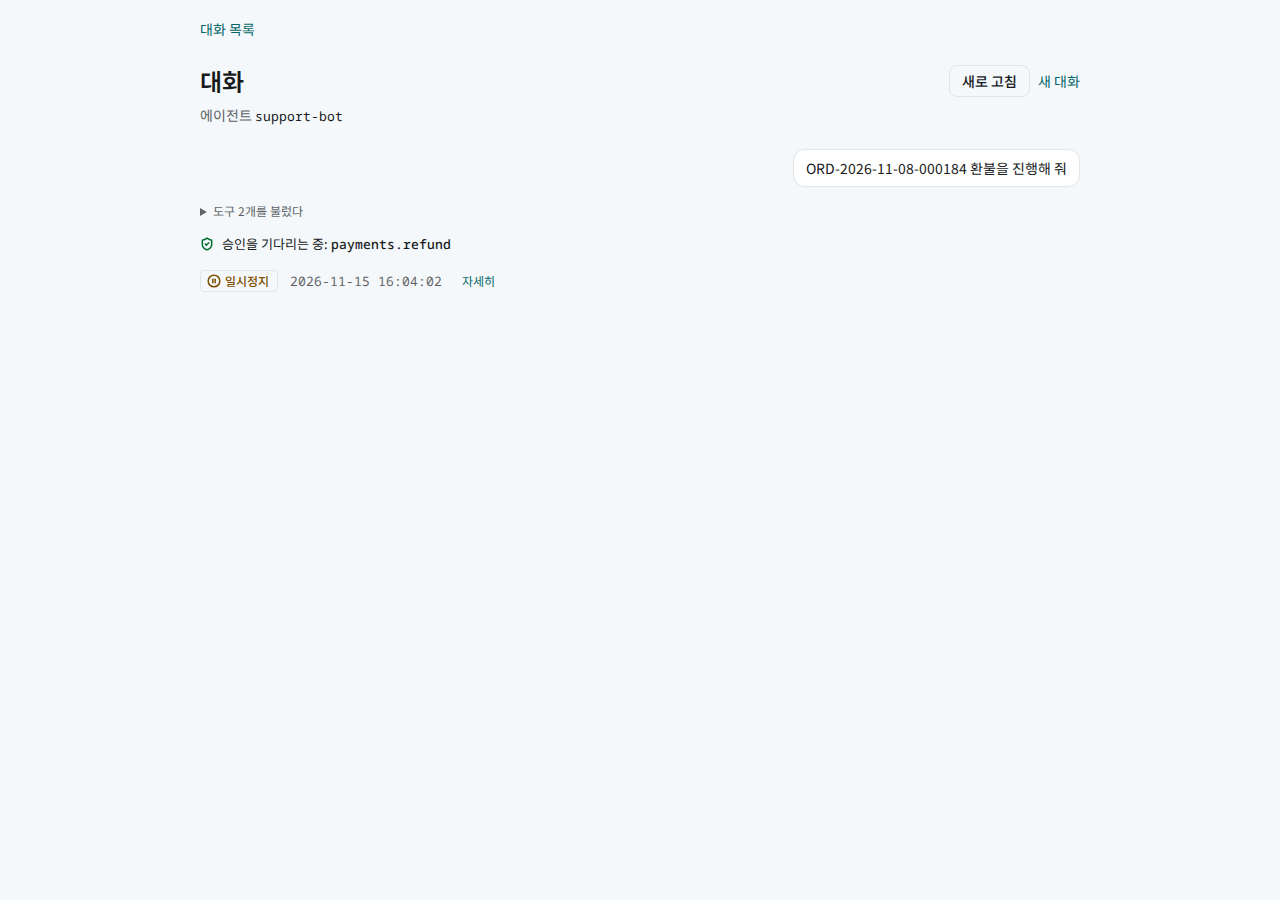 대화 목록
대화
새로 고침
새 대화
에이전트 support-bot
ORD-2026-11-08-000184 환불을 진행해 줘
도구 2개를 불렀다
승인을 기다리는 중: payments.refund
일시정지 2026-11-15 16:04:02 자세히